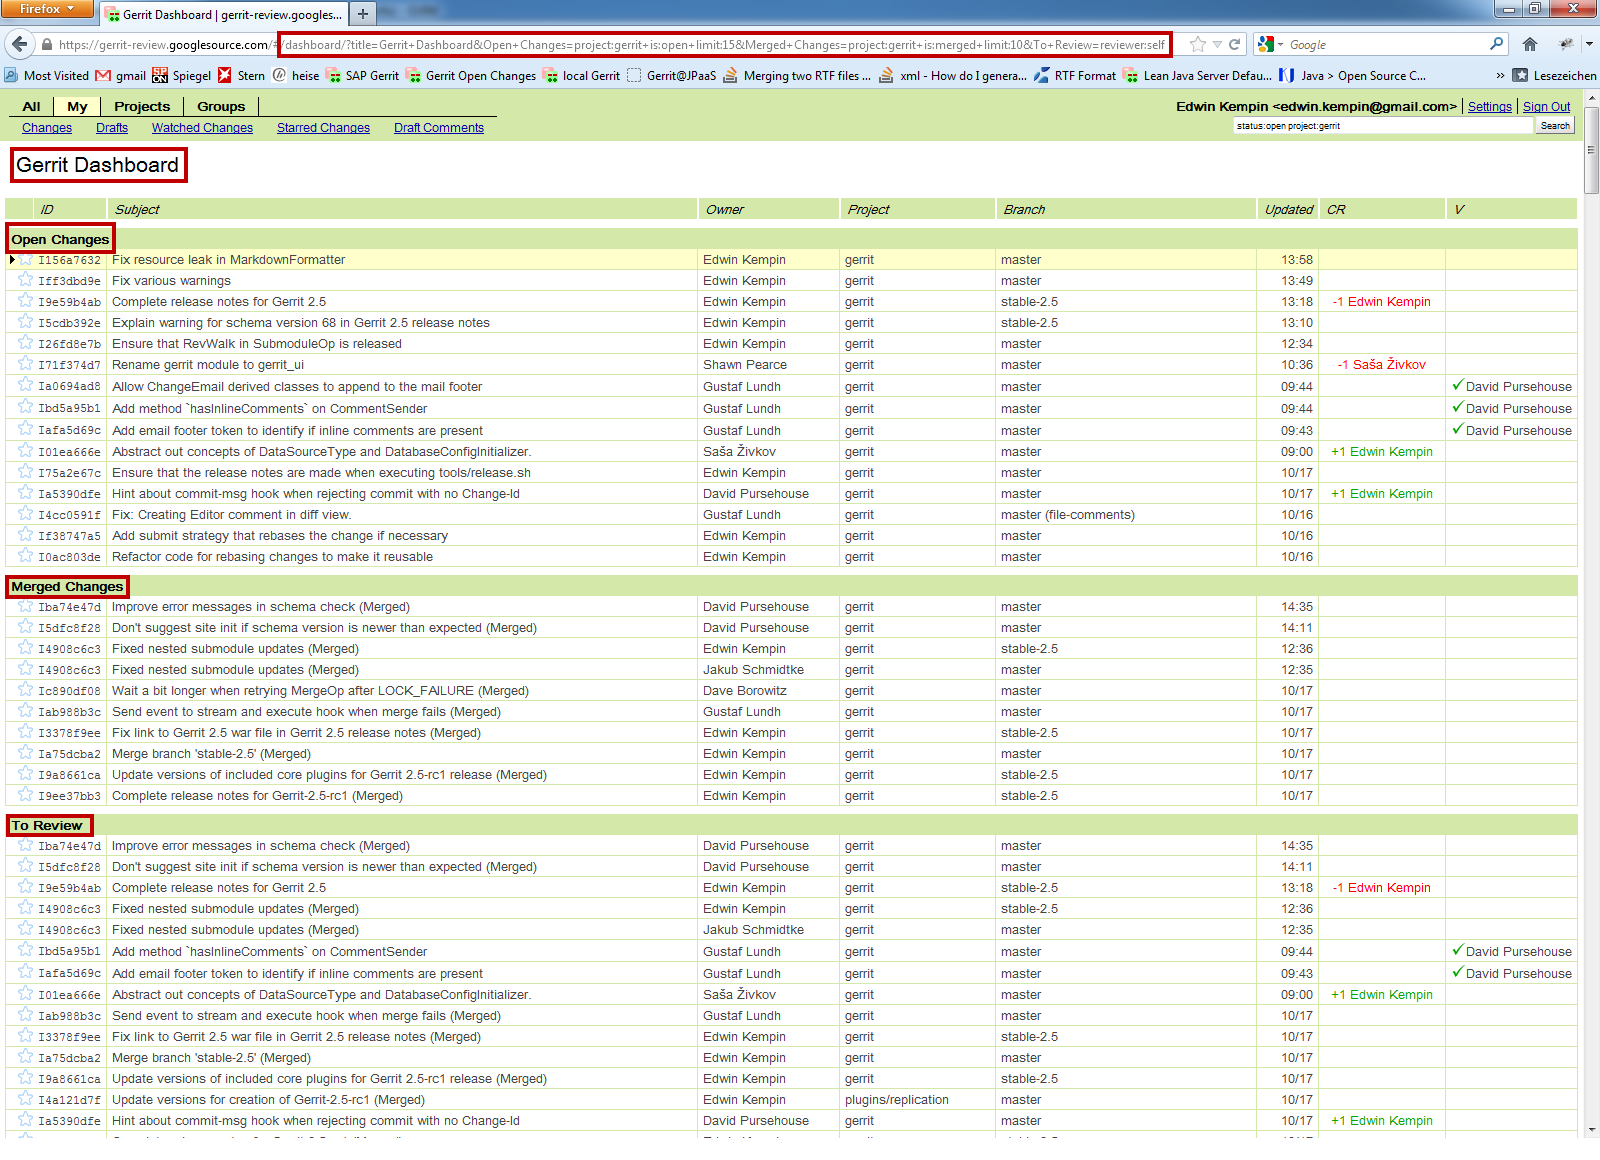 Firefox
Gerrit Dashboard | gerrit-review.googles...
https://gerrit-review.googlesource.com/#/dashboard/?title=Gerrit+Dashboard&Open+Changes=project:gerrit+is:open+limit:15&Merged+Changes=project:gerrit+is:merged+limit:10&To+Review=reviewer:self
Google
Most Visited gmail Spiegel Stern heise SAP Gerrit Gerrit Open Changes local Gerrit Gerrit@JPaaS Merging two RTF files ... xml - How do I genera... RTF Format Lean Java Server Defau... Java > Open Source C... » Lesezeichen
All My Projects Groups Edwin Kempin <edwin.kempin@gmail.com> Settings Sign Out
Changes Drafts Watched Changes Starred Changes Draft Comments status:open project:gerrit Search
Gerrit Dashboard
ID Subject Owner Project Branch Updated CR V
Open Changes
I156a7632 Fix resource leak in MarkdownFormatter Edwin Kempin gerrit master 13:58
Iff3dbd9e Fix various warnings Edwin Kempin gerrit master 13:49
I9e59b4ab Complete release notes for Gerrit 2.5 Edwin Kempin gerrit stable-2.5 13:18 -1 Edwin Kempin
I5cdb392e Explain warning for schema version 68 in Gerrit 2.5 release notes Edwin Kempin gerrit stable-2.5 13:10
I26fd8e7b Ensure that RevWalk in SubmoduleOp is released Edwin Kempin gerrit master 12:34
I71f374d7 Rename gerrit module to gerrit_ui Shawn Pearce gerrit master 10:36 -1 Saša Živkov
Ia0694ad8 Allow ChangeEmail derived classes to append to the mail footer Gustaf Lundh gerrit master 09:44 ✓David Pursehouse
Ibd5a95b1 Add method `hasInlineComments` on CommentSender Gustaf Lundh gerrit master 09:44 ✓David Pursehouse
Iafa5d69c Add email footer token to identify if inline comments are present Gustaf Lundh gerrit master 09:43 ✓David Pursehouse
I01ea666e Abstract out concepts of DataSourceType and DatabaseConfigInitializer. Saša Živkov gerrit master 09:00 +1 Edwin Kempin
I75a2e67c Ensure that the release notes are made when executing tools/release.sh Edwin Kempin gerrit master 10/17
Ia5390dfe Hint about commit-msg hook when rejecting commit with no Change-Id David Pursehouse gerrit master 10/17 +1 Edwin Kempin
I4cc0591f Fix: Creating Editor comment in diff view. Gustaf Lundh gerrit master (file-comments) 10/16
If38747a5 Add submit strategy that rebases the change if necessary Edwin Kempin gerrit master 10/16
I0ac803de Refactor code for rebasing changes to make it reusable Edwin Kempin gerrit master 10/16
Merged Changes
Iba74e47d Improve error messages in schema check (Merged) David Pursehouse gerrit master 14:35
I5dfc8f28 Don't suggest site init if schema version is newer than expected (Merged) David Pursehouse gerrit master 14:11
I4908c6c3 Fixed nested submodule updates (Merged) Edwin Kempin gerrit stable-2.5 12:36
I4908c6c3 Fixed nested submodule updates (Merged) Jakub Schmidtke gerrit master 12:35
Ic890df08 Wait a bit longer when retrying MergeOp after LOCK_FAILURE (Merged) Dave Borowitz gerrit master 10/17
Iab988b3c Send event to stream and execute hook when merge fails (Merged) Gustaf Lundh gerrit master 10/17
I3378f9ee Fix link to Gerrit 2.5 war file in Gerrit 2.5 release notes (Merged) Edwin Kempin gerrit stable-2.5 10/17
Ia75dcba2 Merge branch 'stable-2.5' (Merged) Edwin Kempin gerrit master 10/17
I9a8661ca Update versions of included core plugins for Gerrit 2.5-rc1 release (Merged) Edwin Kempin gerrit stable-2.5 10/17
I9ee37bb3 Complete release notes for Gerrit-2.5-rc1 (Merged) Edwin Kempin gerrit stable-2.5 10/17
To Review
Iba74e47d Improve error messages in schema check (Merged) David Pursehouse gerrit master 14:35
I5dfc8f28 Don't suggest site init if schema version is newer than expected (Merged) David Pursehouse gerrit master 14:11
I9e59b4ab Complete release notes for Gerrit 2.5 Edwin Kempin gerrit stable-2.5 13:18 -1 Edwin Kempin
I4908c6c3 Fixed nested submodule updates (Merged) Edwin Kempin gerrit stable-2.5 12:36
I4908c6c3 Fixed nested submodule updates (Merged) Jakub Schmidtke gerrit master 12:35
Ibd5a95b1 Add method `hasInlineComments` on CommentSender Gustaf Lundh gerrit master 09:44 ✓David Pursehouse
Iafa5d69c Add email footer token to identify if inline comments are present Gustaf Lundh gerrit master 09:43 ✓David Pursehouse
I01ea666e Abstract out concepts of DataSourceType and DatabaseConfigInitializer. Saša Živkov gerrit master 09:00 +1 Edwin Kempin
Iab988b3c Send event to stream and execute hook when merge fails (Merged) Gustaf Lundh gerrit master 10/17
I3378f9ee Fix link to Gerrit 2.5 war file in Gerrit 2.5 release notes (Merged) Edwin Kempin gerrit stable-2.5 10/17
Ia75dcba2 Merge branch 'stable-2.5' (Merged) Edwin Kempin gerrit master 10/17
I9a8661ca Update versions of included core plugins for Gerrit 2.5-rc1 release (Merged) Edwin Kempin gerrit stable-2.5 10/17
I4a121d7f Update versions for creation of Gerrit-2.5-rc1 (Merged) Edwin Kempin plugins/replication master 10/17
Ia5390dfe Hint about commit-msg hook when rejecting commit with no Change-Id David Pursehouse gerrit master 10/17 +1 Edwin Kempin